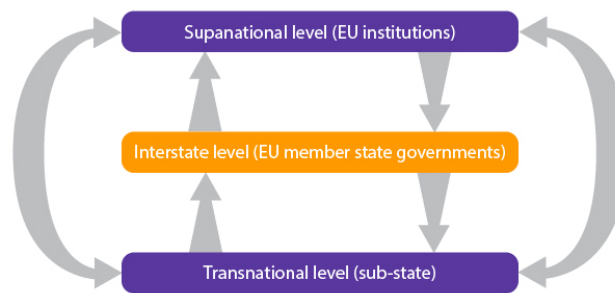 Supanational level (EU institutions)
Interstate level (EU member state governments)
Transnational level (sub-state)